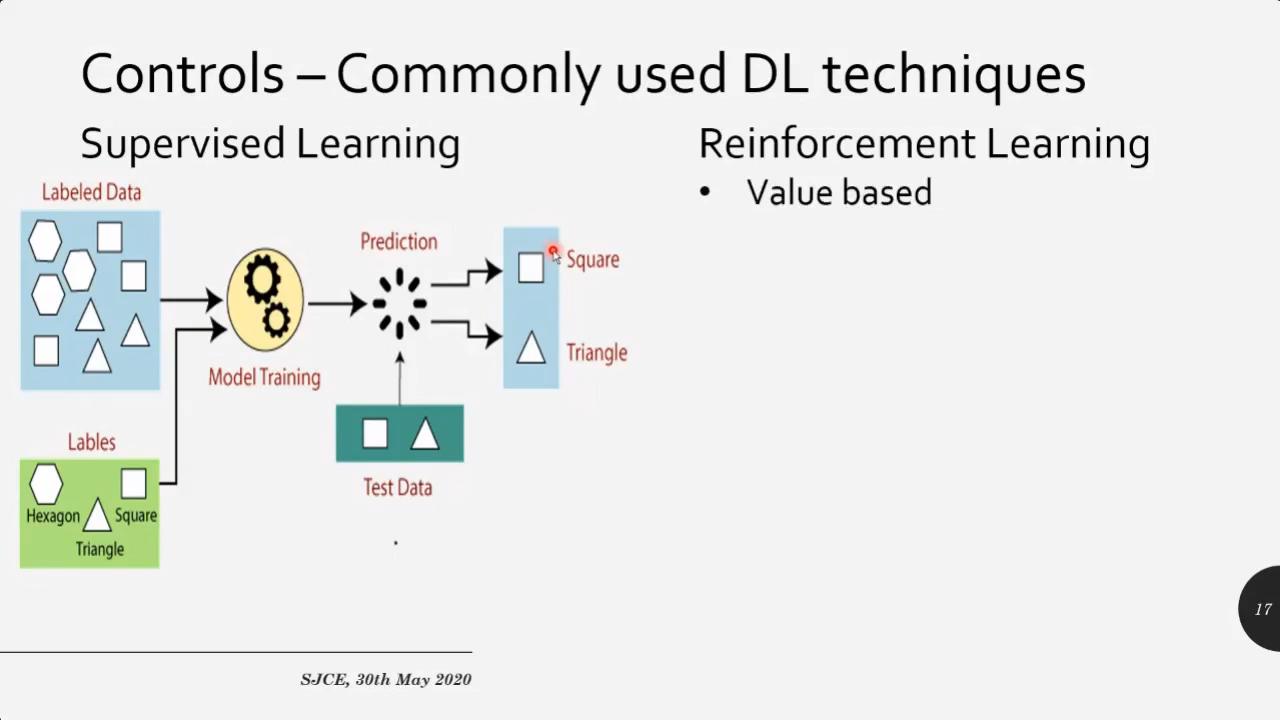 Controls – Commonly used DL techniques
Supervised Learning
Labeled Data
Prediction
Square
Triangle
Model Training
Lables
Hexagon
Square
Triangle
Test Data
Reinforcement Learning
• Value based
17
SJCE, 30th May 2020